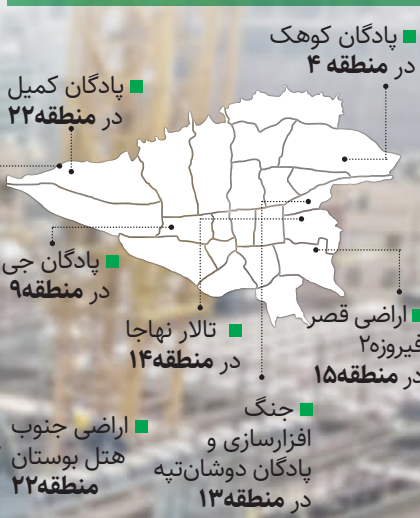 پادگان کوهک
در منطقه ۴
پادگان کمیل
در منطقه۲۲
پادگان جی
در منطقه۹
تالار نهاجا
در منطقه۱۴
اراضی قصر
فیروزه۲
در منطقه۱۵
جنگ
افزارسازی و
پادگان دوشان‌تپه
در منطقه۱۳
اراضی جنوب
هتل بوستان
منطقه۲۲